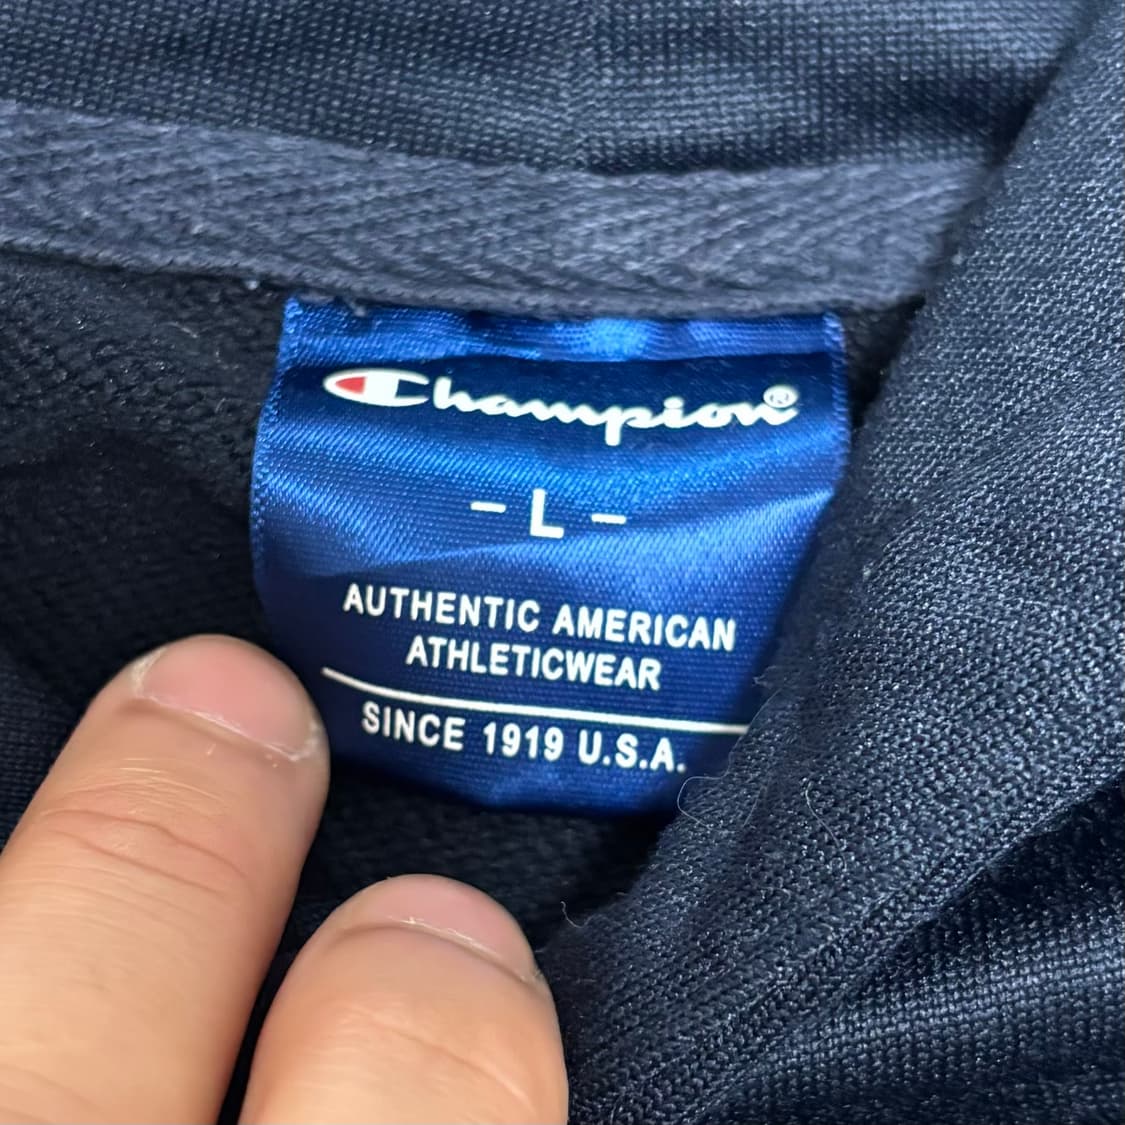 Champion®
- L -
AUTHENTIC AMERICAN
ATHLETICWEAR
SINCE 1919 U.S.A.